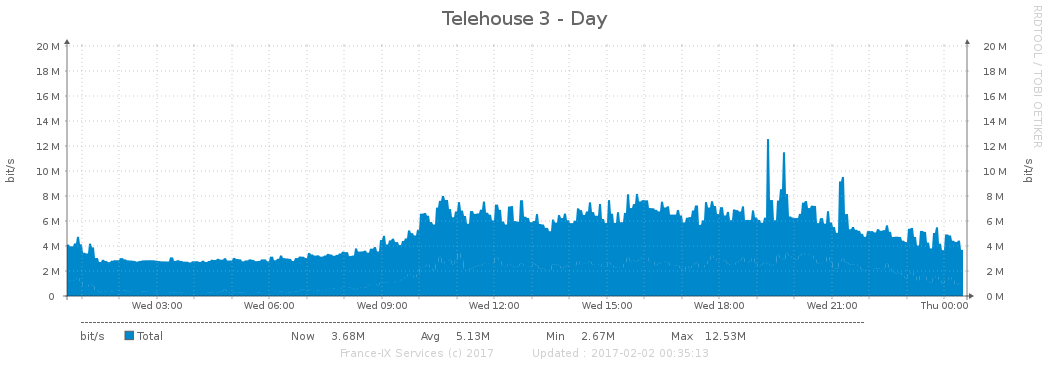 Telehouse 3 - Day
RRDTOOL / TOBI OETIKER
bit/s
bit/s
20 M 20 M
18 M 18 M
16 M 16 M
14 M 14 M
12 M 12 M
10 M 10 M
8 M 8 M
6 M 6 M
4 M 4 M
2 M 2 M
0 0 M
Wed 03:00 Wed 06:00 Wed 09:00 Wed 12:00 Wed 15:00 Wed 18:00 Wed 21:00 Thu 00:00
bit/s Total Now 3.68M Avg 5.13M Min 2.67M Max 12.53M
France-IX Services (c) 2017 Updated : 2017-02-02 00:35:13